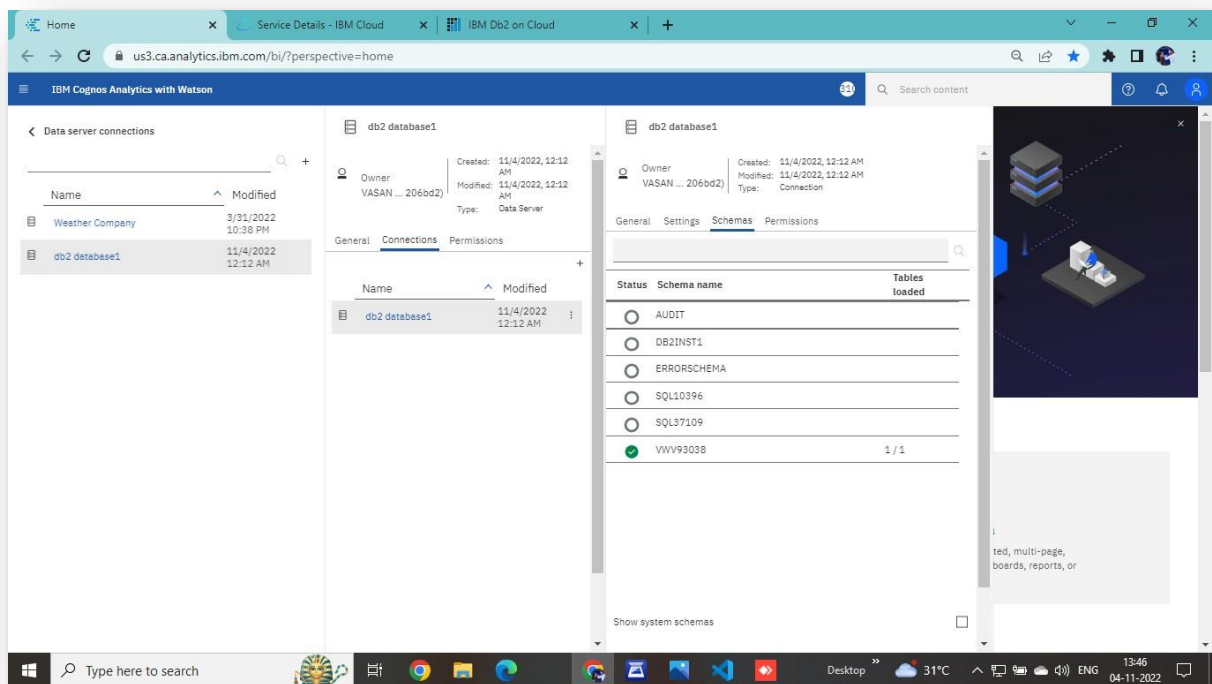 Home
Service Details - IBM Cloud
IBM Db2 on Cloud
us3.ca.analytics.ibm.com/bi/?perspective=home
IBM Cognos Analytics with Watson
Search content
Data server connections
Name Modified
Weather Company 3/31/2022
10:38 PM
db2 database1 11/4/2022
12:12 AM
db2 database1
Owner
VASAN ... 206bd2)
Created: 11/4/2022, 12:12
AM
Modified: 11/4/2022, 12:12
AM
Type: Data Server
General Connections Permissions
Name Modified
db2 database1 11/4/2022
12:12 AM
db2 database1
Owner
VASAN ... 206bd2)
Created: 11/4/2022, 12:12 AM
Modified: 11/4/2022, 12:12 AM
Type: Connection
General Settings Schemas Permissions
Status Schema name Tables
loaded
AUDIT
DB2INST1
ERRORSCHEMA
SQL10396
SQL37109
VWV93038 1 / 1
Show system schemas
ted, multi-page,
boards, reports, or
Type here to search
Desktop
31°C
ENG
13:46
04-11-2022